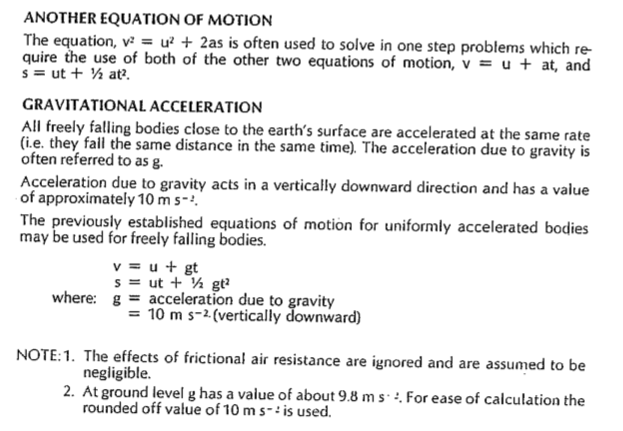 ANOTHER EQUATION OF MOTION
The equation, v² = u² + 2as is often used to solve in one step problems which re-
quire the use of both of the other two equations of motion, v = u + at, and
s = ut + ½ at².
GRAVITATIONAL ACCELERATION
All freely falling bodies close to the earth's surface are accelerated at the same rate
(i.e. they fall the same distance in the same time). The acceleration due to gravity is
often referred to as g.
Acceleration due to gravity acts in a vertically downward direction and has a value
of approximately 10 m s⁻².
The previously established equations of motion for uniformly accelerated bodies
may be used for freely falling bodies.
v = u + gt
s = ut + ½ gt²
where: g = acceleration due to gravity
= 10 m s⁻² (vertically downward)
NOTE: 1. The effects of frictional air resistance are ignored and are assumed to be
negligible.
2. At ground level g has a value of about 9.8 m s⁻². For ease of calculation the
rounded off value of 10 m s⁻² is used.